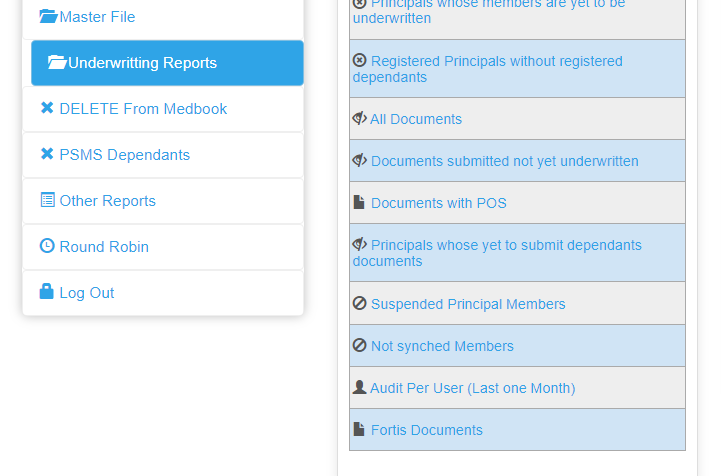 Master File
Underwritting Reports
DELETE From Medbook
PSMS Dependants
Other Reports
Round Robin
Log Out
Principals whose members are yet to be
underwritten
Registered Principals without registered
dependants
All Documents
Documents submitted not yet underwritten
Documents with POS
Principals whose yet to submit dependants
documents
Suspended Principal Members
Not synched Members
Audit Per User (Last one Month)
Fortis Documents